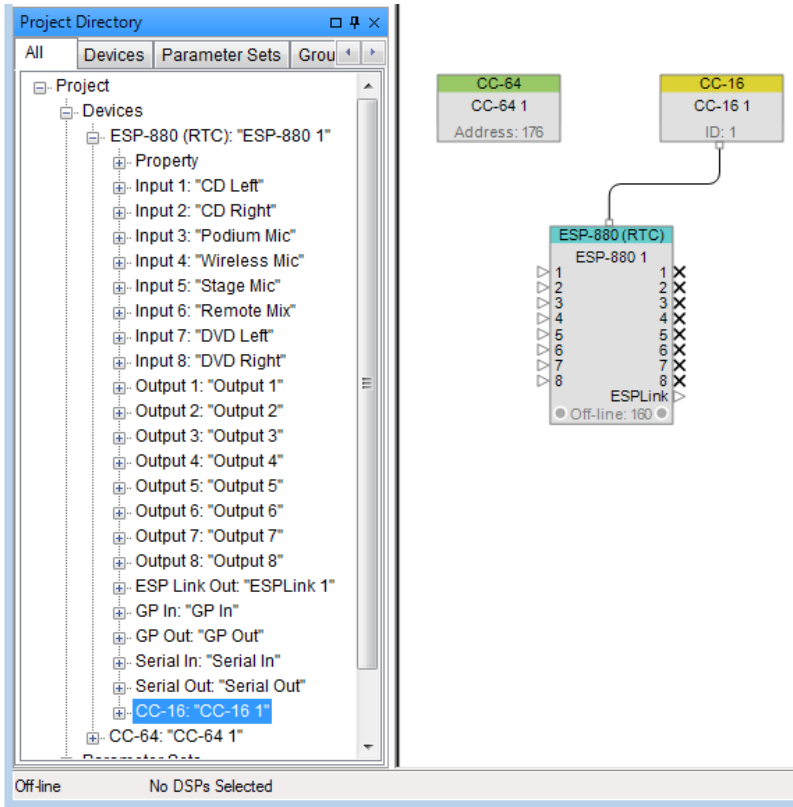 Project Directory
All Devices Parameter Sets Grou
Project
Devices
ESP-880 (RTC): "ESP-880 1"
Property
Input 1: "CD Left"
Input 2: "CD Right"
Input 3: "Podium Mic"
Input 4: "Wireless Mic"
Input 5: "Stage Mic"
Input 6: "Remote Mix"
Input 7: "DVD Left"
Input 8: "DVD Right"
Output 1: "Output 1"
Output 2: "Output 2"
Output 3: "Output 3"
Output 4: "Output 4"
Output 5: "Output 5"
Output 6: "Output 6"
Output 7: "Output 7"
Output 8: "Output 8"
ESP Link Out: "ESPLink 1"
GP In: "GP In"
GP Out: "GP Out"
Serial In: "Serial In"
Serial Out: "Serial Out"
CC-16: "CC-16 1"
CC-64: "CC-64 1"
Parameter Sets
Off-line No DSPs Selected
CC-64
CC-64 1
Address: 176
CC-16
CC-16 1
ID: 1
ESP-880 (RTC)
ESP-880 1
1 1
2 2
3 3
4 4
5 5
6 6
7 7
8 8
ESPLink
Off-line: 160